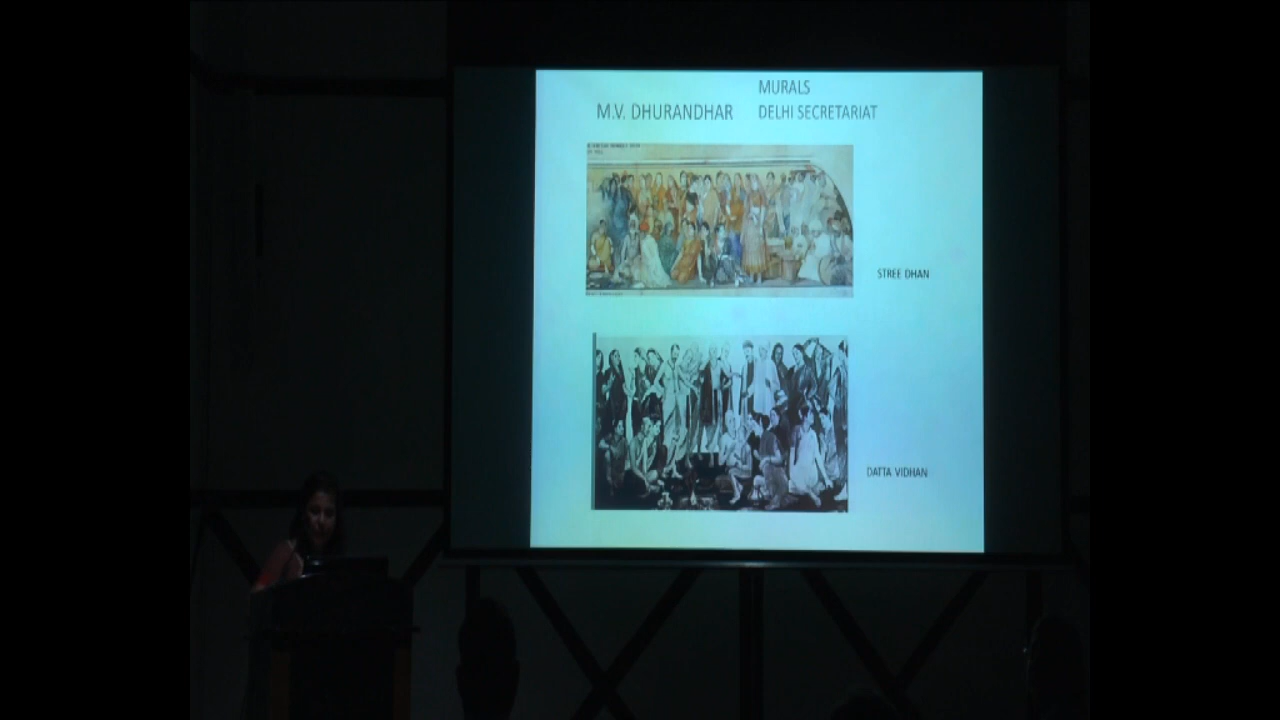 MURALS
M.V. DHURANDHAR
DELHI SECRETARIAT
STREE DHAN
DATTA VIDHAN